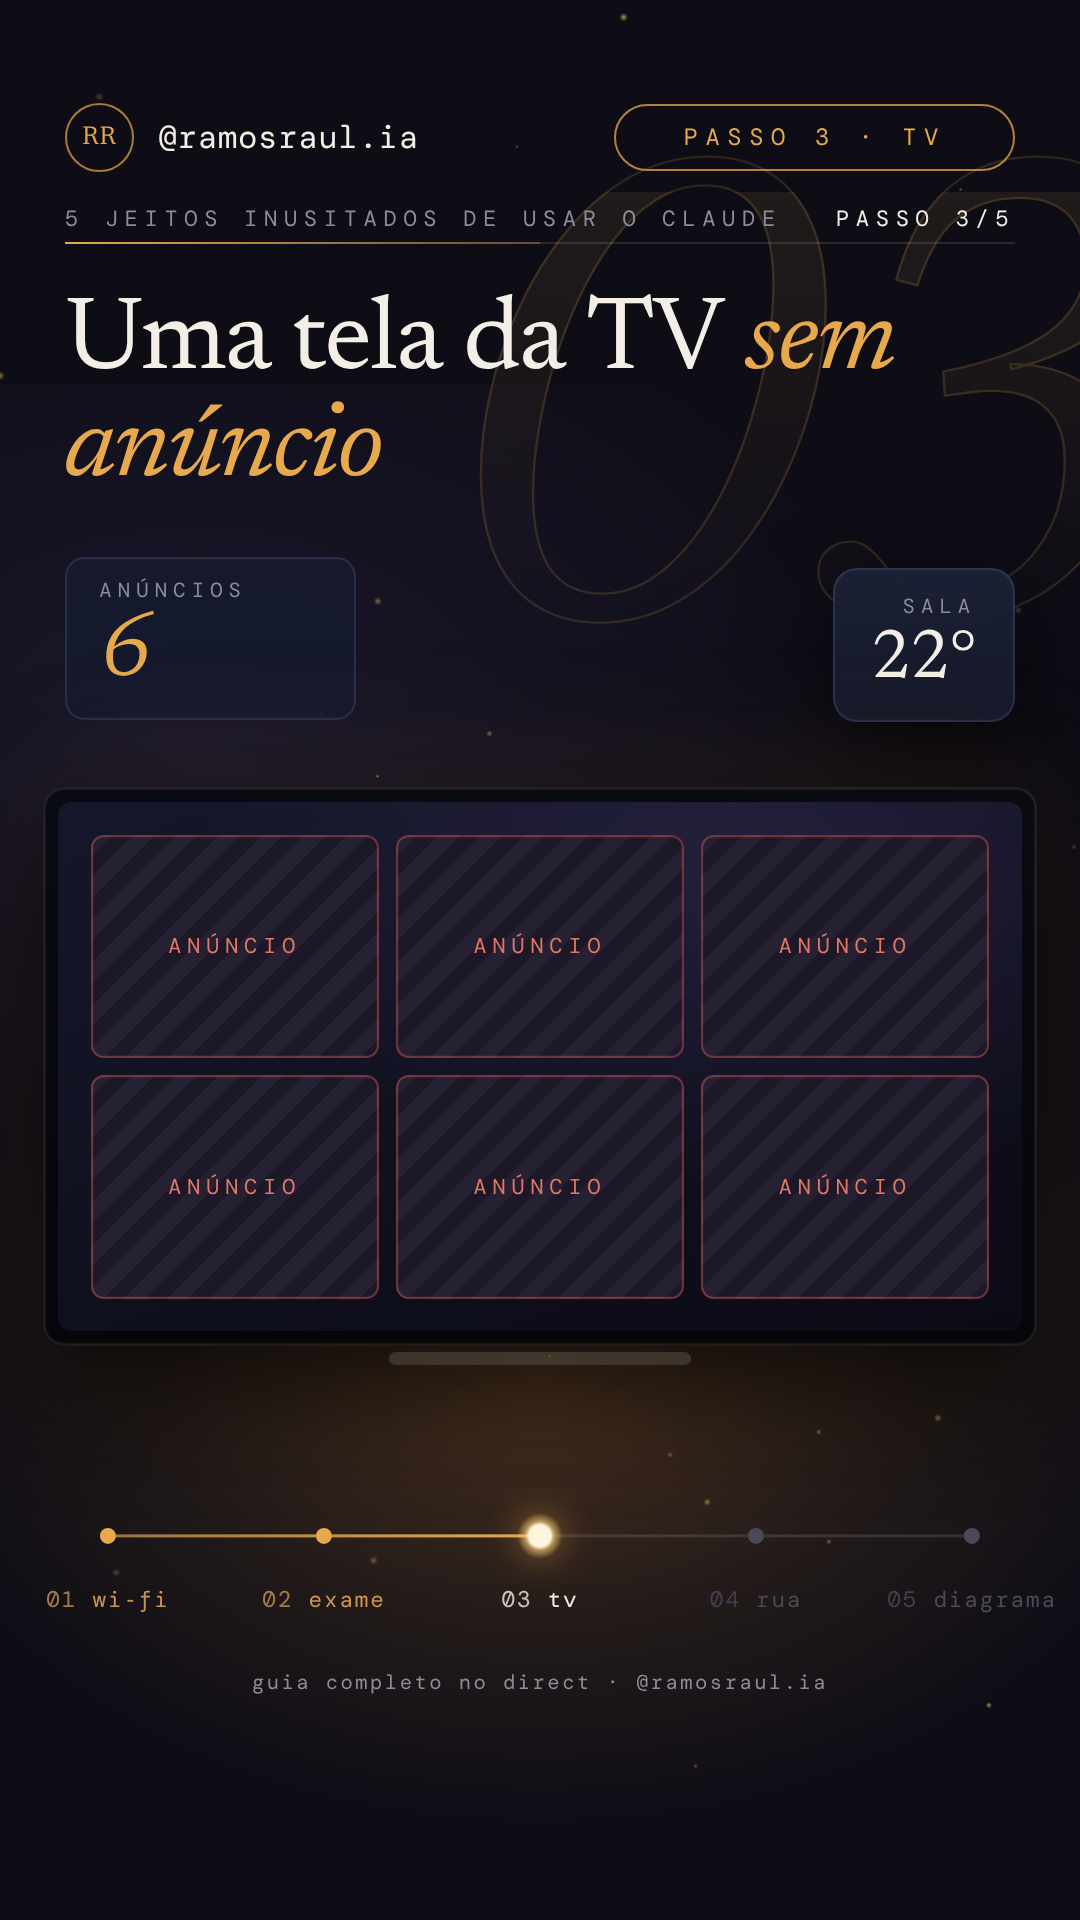 RR @ramosraul.ia PASSO 3 · TV
5 JEITOS INUSITADOS DE USAR O CLAUDE PASSO 3/5
03
Uma tela da TV sem
anúncio
ANÚNCIOS
6
SALA
22°
ANÚNCIO ANÚNCIO ANÚNCIO
ANÚNCIO ANÚNCIO ANÚNCIO
01 wi-fi 02 exame 03 tv 04 rua 05 diagrama
guia completo no direct · @ramosraul.ia